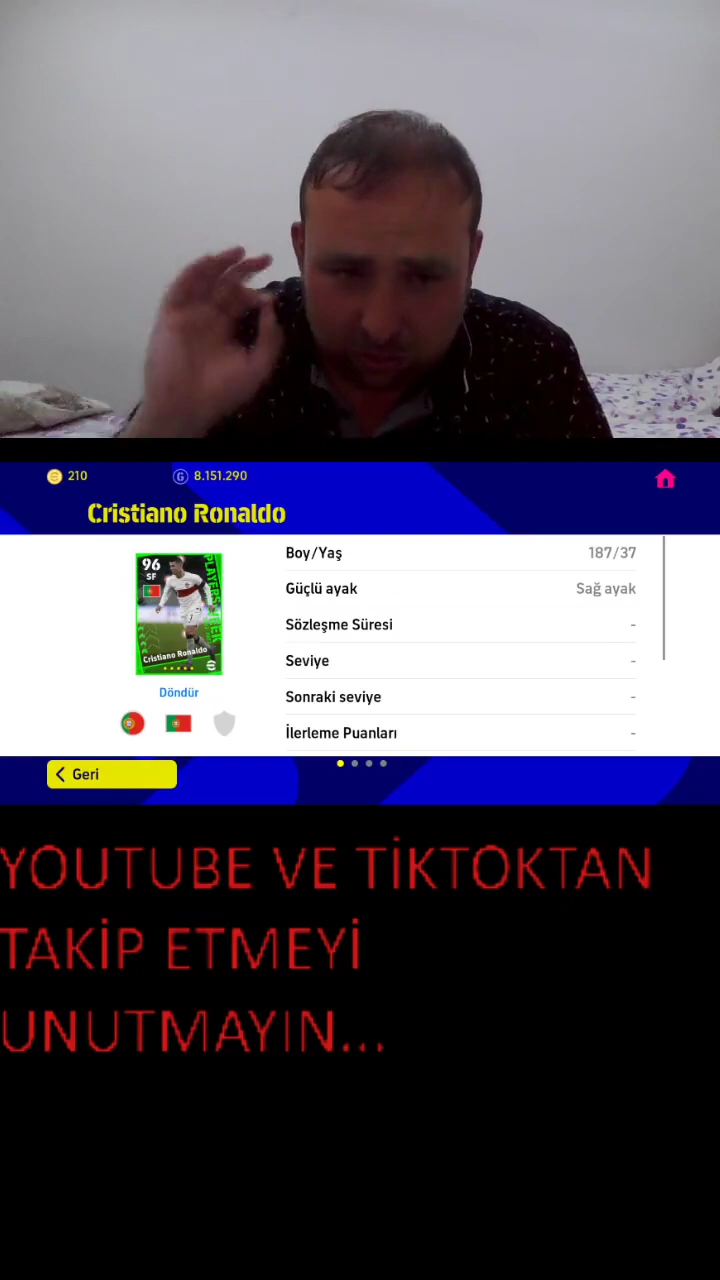 210
8.151.290
Cristiano Ronaldo
96
SF
Cristiano Ronaldo
Döndür
Boy/Yaş 187/37
Güçlü ayak Sağ ayak
Sözleşme Süresi -
Seviye -
Sonraki seviye -
İlerleme Puanları -
Geri
YOUTUBE VE TİKTOKTAN
TAKİP ETMEYİ
UNUTMAYIN...